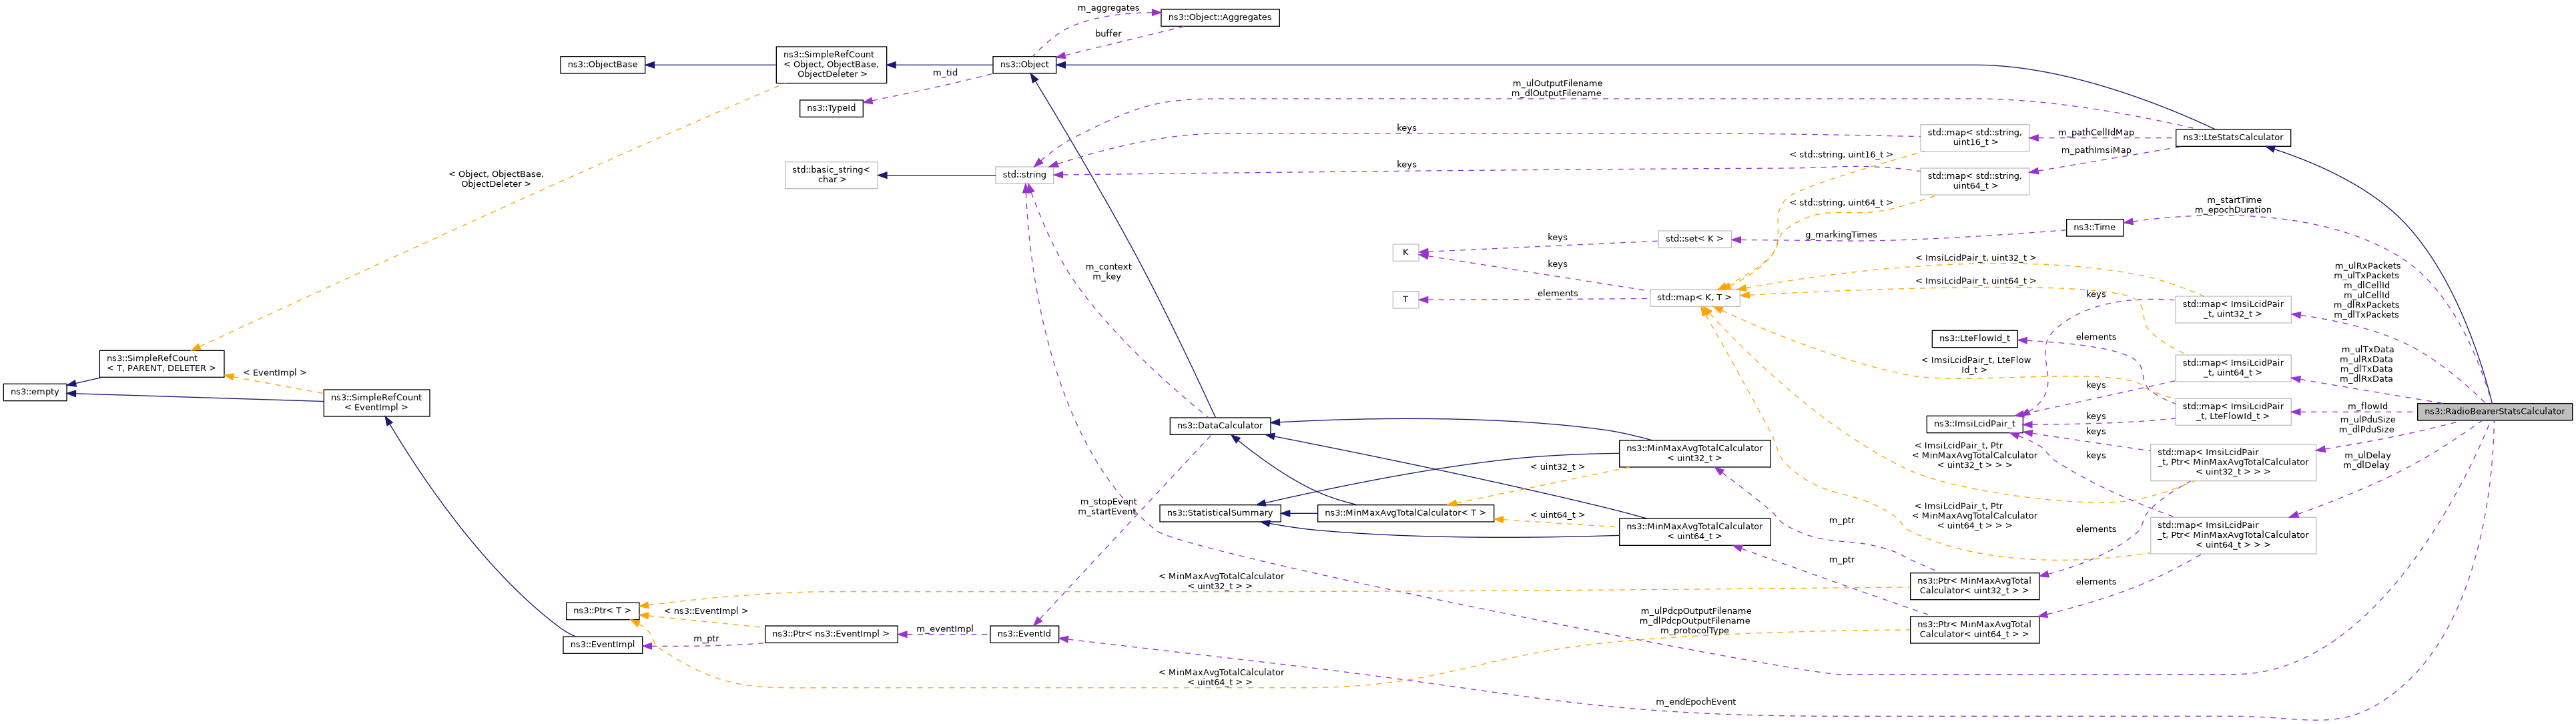 m_aggregates
ns3::Object::Aggregates
buffer
ns3::ObjectBase
ns3::SimpleRefCount
< Object, ObjectBase,
ObjectDeleter >
ns3::Object
m_tid
ns3::TypeId
m_ulOutputFilename
m_dlOutputFilename
keys
std::map< std::string,
uint16_t >
m_pathCellIdMap
ns3::LteStatsCalculator
m_pathImsiMap
< std::string, uint16_t >
keys
std::basic_string<
char >
std::string
std::map< std::string,
uint64_t >
< Object, ObjectBase,
ObjectDeleter >
< std::string, uint64_t >
m_startTime
m_epochDuration
ns3::Time
g_markingTimes
std::set< K >
keys
K
keys
< ImsiLcidPair_t, uint32_t >
m_context
m_key
m_ulRxPackets
m_ulTxPackets
m_dlCellId
m_ulCellId
m_dlRxPackets
m_dlTxPackets
< ImsiLcidPair_t, uint64_t >
T
elements
std::map< K, T >
keys
std::map< ImsiLcidPair
_t, uint32_t >
ns3::LteFlowId_t
elements
ns3::SimpleRefCount
< T, PARENT, DELETER >
< EventImpl >
< ImsiLcidPair_t, LteFlow
Id_t >
std::map< ImsiLcidPair
_t, uint64_t >
m_ulTxData
m_ulRxData
m_dlTxData
m_dlRxData
ns3::empty
ns3::SimpleRefCount
< EventImpl >
keys
m_flowId
ns3::RadioBearerStatsCalculator
std::map< ImsiLcidPair
_t, LteFlowId_t >
keys
ns3::ImsiLcidPair_t
keys
m_ulPduSize
m_dlPduSize
ns3::DataCalculator
ns3::MinMaxAvgTotalCalculator
< uint32_t >
< ImsiLcidPair_t, Ptr
< MinMaxAvgTotalCalculator
< uint32_t > > >
keys
std::map< ImsiLcidPair
_t, Ptr< MinMaxAvgTotalCalculator
< uint32_t > > >
m_ulDelay
m_dlDelay
< uint32_t >
m_stopEvent
m_startEvent
ns3::StatisticalSummary
ns3::MinMaxAvgTotalCalculator< T >
< uint64_t >
ns3::MinMaxAvgTotalCalculator
< uint64_t >
m_ptr
< ImsiLcidPair_t, Ptr
< MinMaxAvgTotalCalculator
< uint64_t > > >
elements
std::map< ImsiLcidPair
_t, Ptr< MinMaxAvgTotalCalculator
< uint64_t > > >
m_ptr
elements
ns3::Ptr< MinMaxAvgTotal
Calculator< uint32_t > >
< MinMaxAvgTotalCalculator
< uint32_t > >
ns3::Ptr< T >
< ns3::EventImpl >
m_ulPdcpOutputFilename
m_dlPdcpOutputFilename
m_protocolType
ns3::Ptr< MinMaxAvgTotal
Calculator< uint64_t > >
ns3::EventImpl
m_ptr
ns3::Ptr< ns3::EventImpl >
m_eventImpl
ns3::EventId
< MinMaxAvgTotalCalculator
< uint64_t > >
m_endEpochEvent